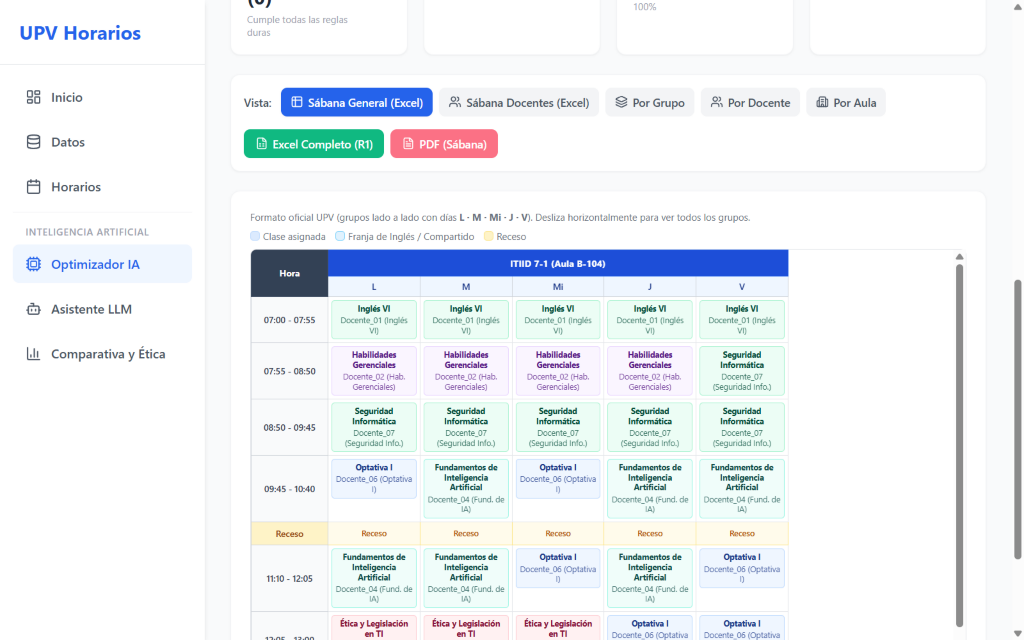 UPV Horarios
Inicio
Datos
Horarios
INTELIGENCIA ARTIFICIAL
Optimizador IA
Asistente LLM
Comparativa y Ética
(0)
Cumple todas las reglas
duras
100%
Vista:
Sábana General (Excel)
Sábana Docentes (Excel)
Por Grupo
Por Docente
Por Aula
Excel Completo (R1)
PDF (Sábana)
Formato oficial UPV (grupos lado a lado con días L · M · Mi · J · V). Desliza horizontalmente para ver todos los grupos.
Clase asignada
Franja de Inglés / Compartido
Receso
Hora
ITIID 7-1 (Aula B-104)
L
M
Mi
J
V
07:00 - 07:55
Inglés VI
Docente_01 (Inglés
VI)
Inglés VI
Docente_01 (Inglés
VI)
Inglés VI
Docente_01 (Inglés
VI)
Inglés VI
Docente_01 (Inglés
VI)
Inglés VI
Docente_01 (Inglés
VI)
07:55 - 08:50
Habilidades
Gerenciales
Docente_02 (Hab.
Gerenciales)
Habilidades
Gerenciales
Docente_02 (Hab.
Gerenciales)
Habilidades
Gerenciales
Docente_02 (Hab.
Gerenciales)
Habilidades
Gerenciales
Docente_02 (Hab.
Gerenciales)
Seguridad
Informática
Docente_07
(Seguridad Info.)
08:50 - 09:45
Seguridad
Informática
Docente_07
(Seguridad Info.)
Seguridad
Informática
Docente_07
(Seguridad Info.)
Seguridad
Informática
Docente_07
(Seguridad Info.)
Seguridad
Informática
Docente_07
(Seguridad Info.)
Seguridad
Informática
Docente_07
(Seguridad Info.)
09:45 - 10:40
Optativa I
Docente_06 (Optativa
I)
Fundamentos de
Inteligencia
Artificial
Docente_04 (Fund. de
IA)
Optativa I
Docente_06 (Optativa
I)
Fundamentos de
Inteligencia
Artificial
Docente_04 (Fund. de
IA)
Fundamentos de
Inteligencia
Artificial
Docente_04 (Fund. de
IA)
Receso
Receso
Receso
Receso
Receso
Receso
11:10 - 12:05
Fundamentos de
Inteligencia
Artificial
Docente_04 (Fund. de
IA)
Fundamentos de
Inteligencia
Artificial
Docente_04 (Fund. de
IA)
Optativa I
Docente_06 (Optativa
I)
Fundamentos de
Inteligencia
Artificial
Docente_04 (Fund. de
IA)
Optativa I
Docente_06 (Optativa
I)
12:05 - 13:00
Ética y Legislación
en TI
Ética y Legislación
en TI
Ética y Legislación
en TI
Optativa I
Docente_06 (Optativa
Optativa I
Docente_06 (Optativa